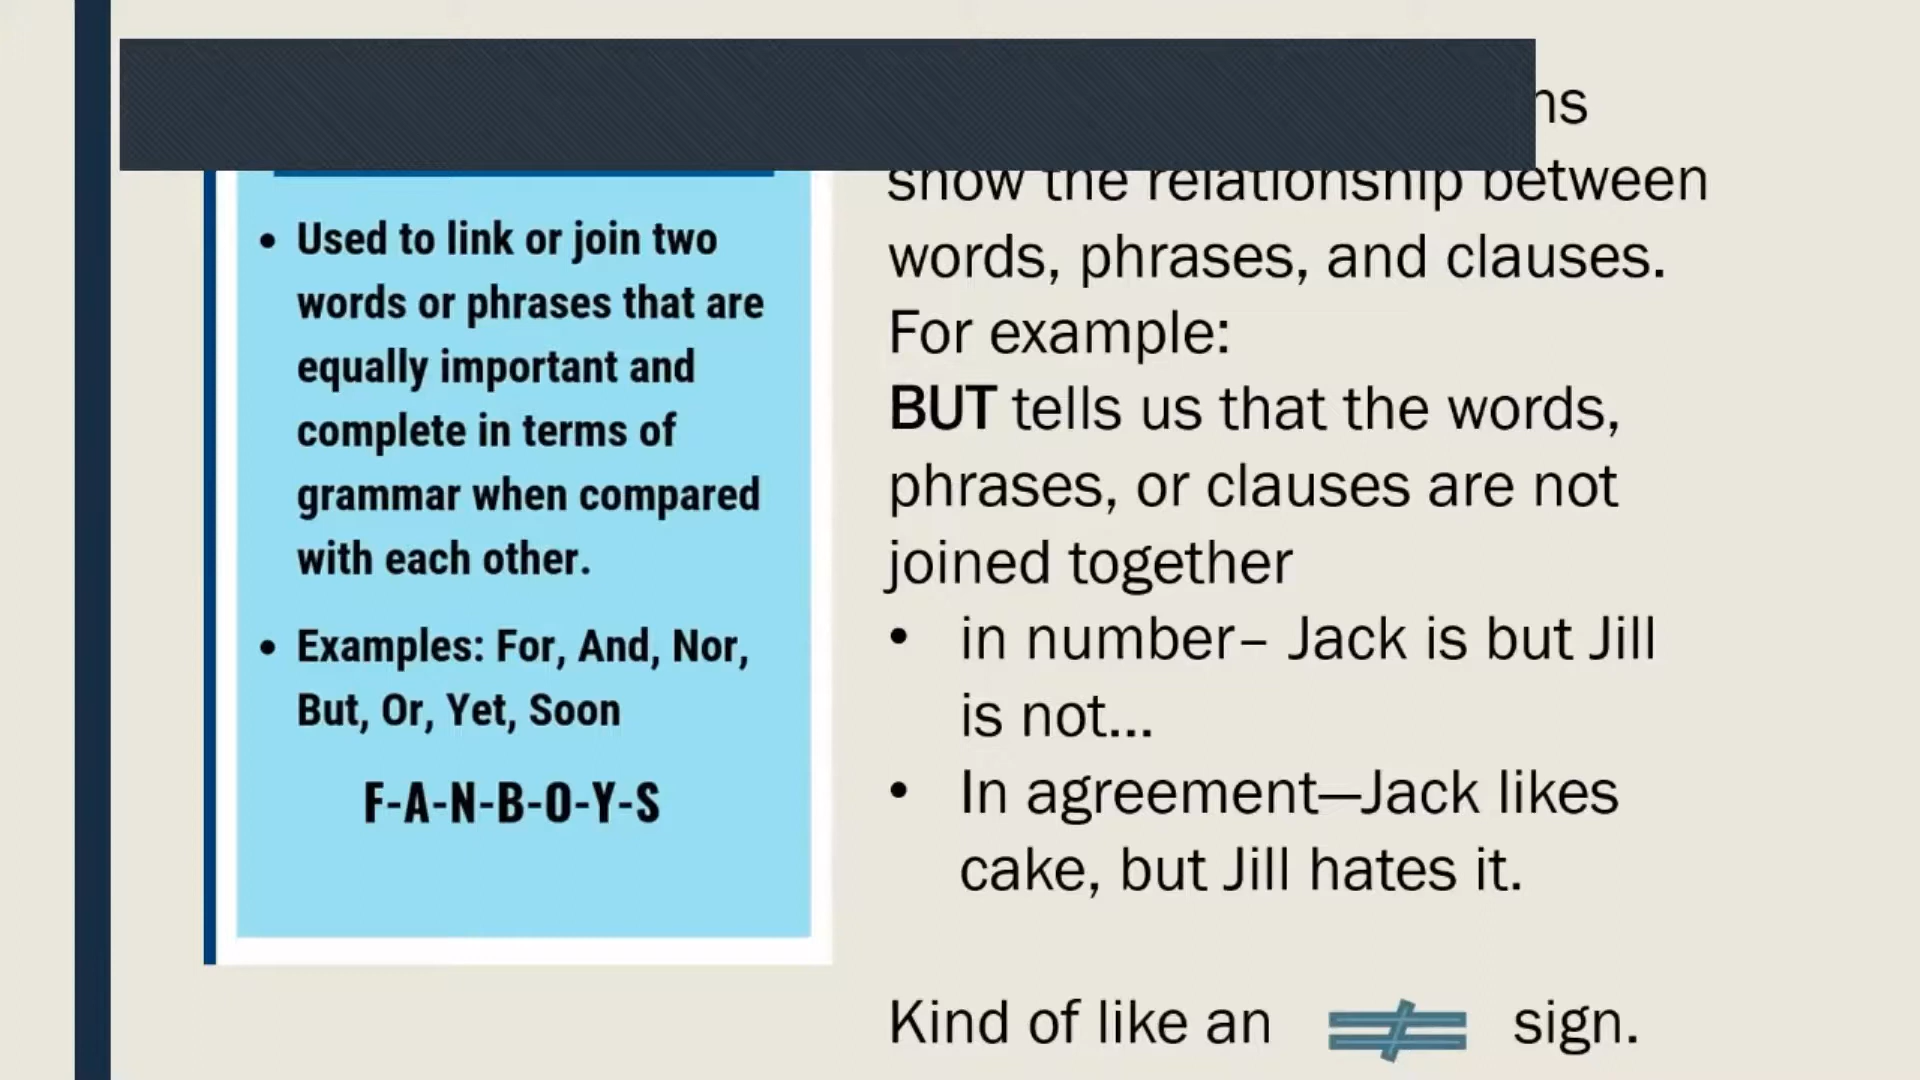 • Used to link or join two
words or phrases that are
equally important and
complete in terms of
grammar when compared
with each other.
• Examples: For, And, Nor,
But, Or, Yet, Soon
F-A-N-B-O-Y-S
show the relationship between
words, phrases, and clauses.
For example:
BUT tells us that the words,
phrases, or clauses are not
joined together
• in number– Jack is but Jill
is not...
• In agreement—Jack likes
cake, but Jill hates it.
Kind of like an ≠ sign.